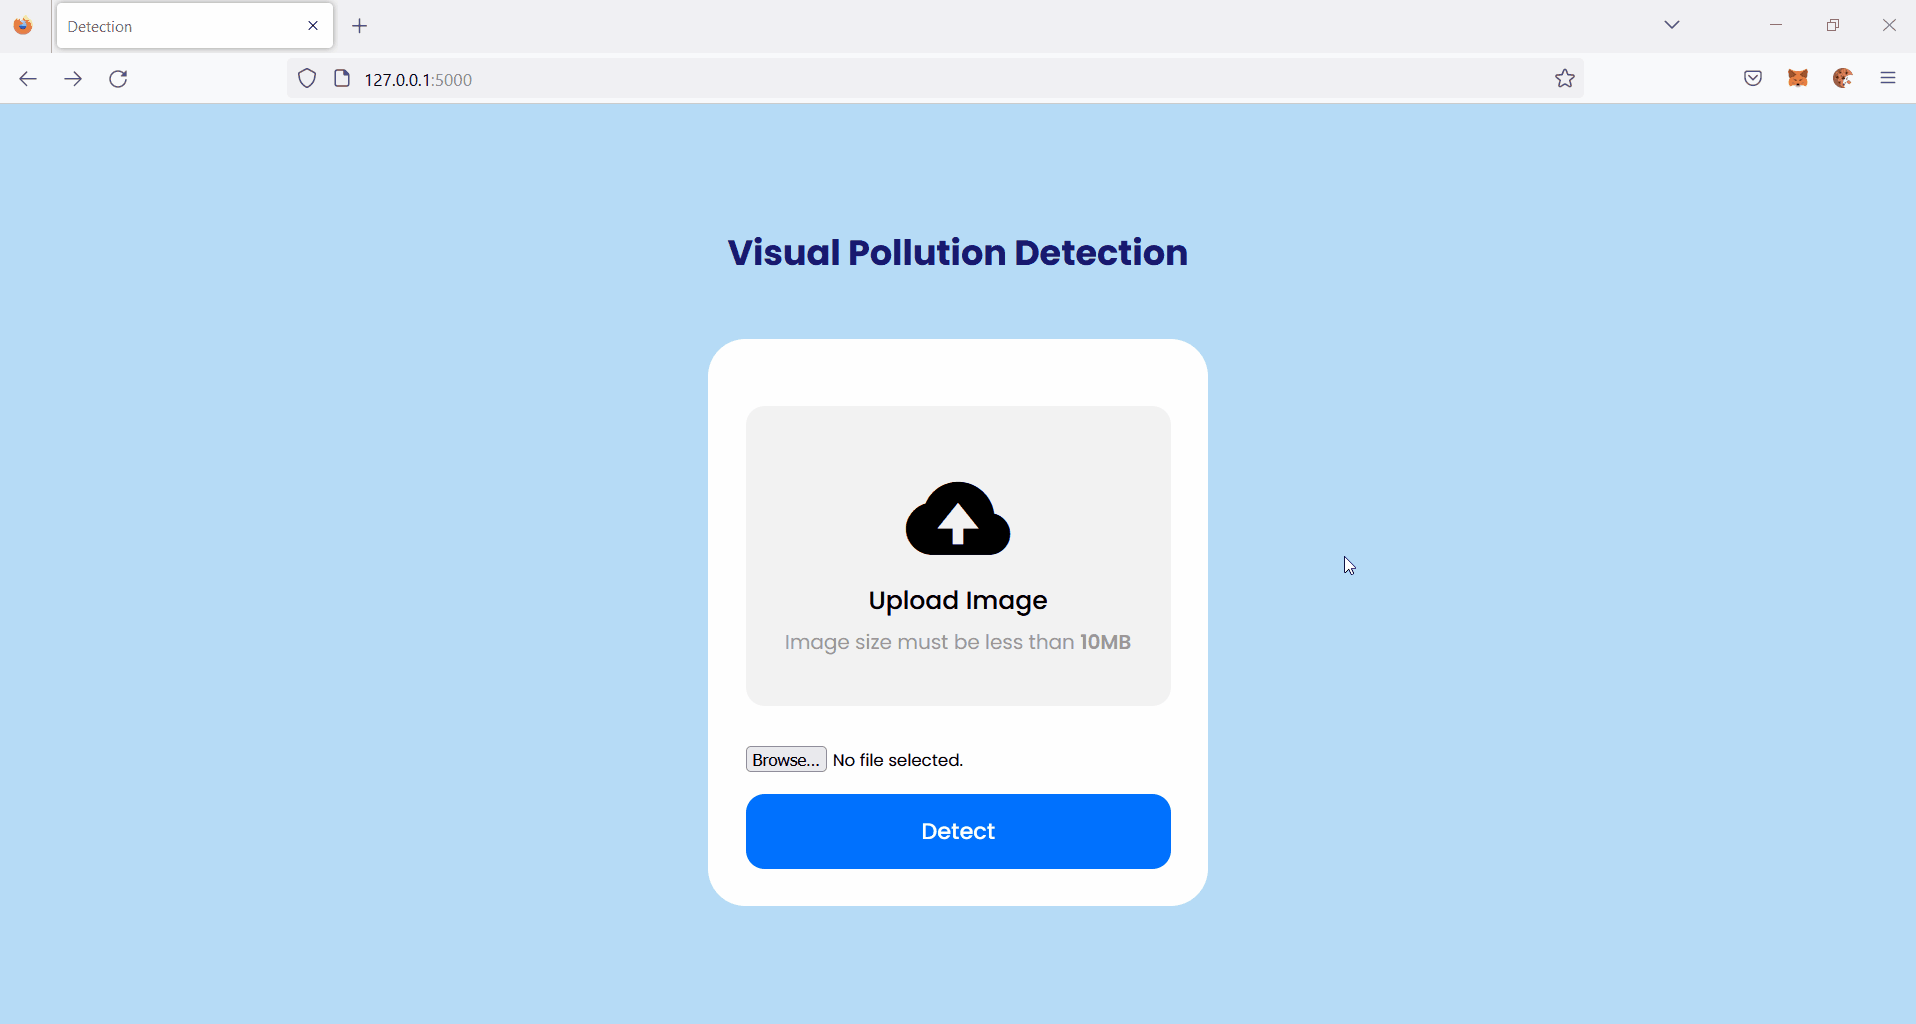 Detection
127.0.0.1:5000
Visual Pollution Detection
Upload Image
Image size must be less than 10MB
Browse... No file selected.
Detect